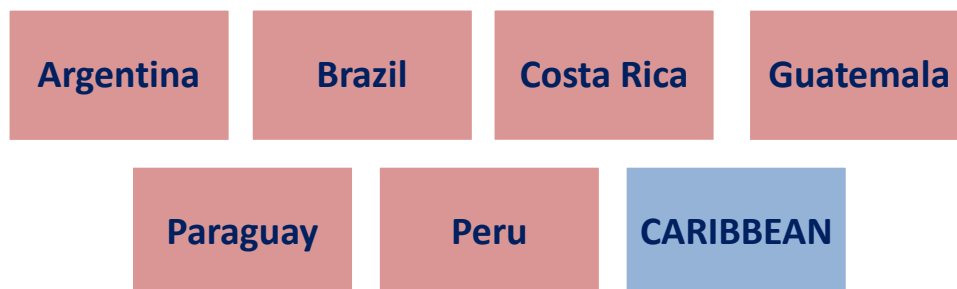 Argentina
Brazil
Costa Rica
Guatemala
Paraguay
Peru
CARIBBEAN